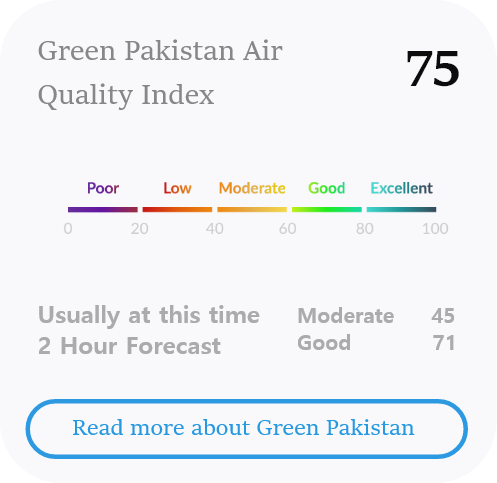 Green Pakistan Air
Quality Index
75
Poor Low Moderate Good Excellent
0 20 40 60 80 100
Usually at this time Moderate 45
2 Hour Forecast Good 71
Read more about Green Pakistan